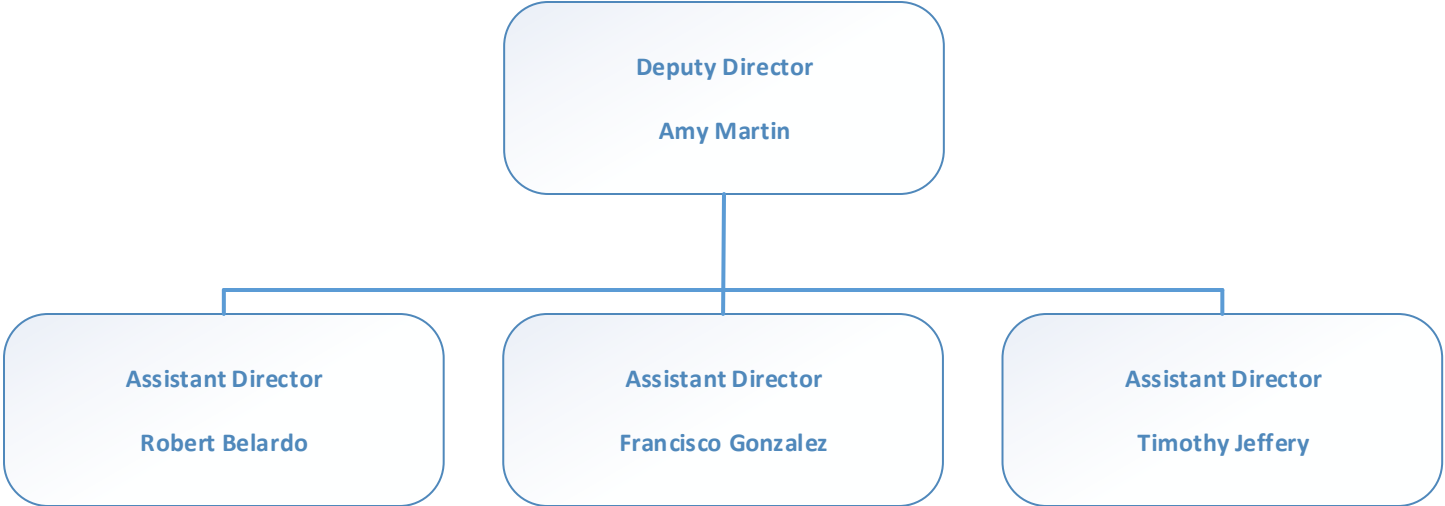 Deputy Director
Amy Martin
Assistant Director
Robert Belardo
Assistant Director
Francisco Gonzalez
Assistant Director
Timothy Jeffery